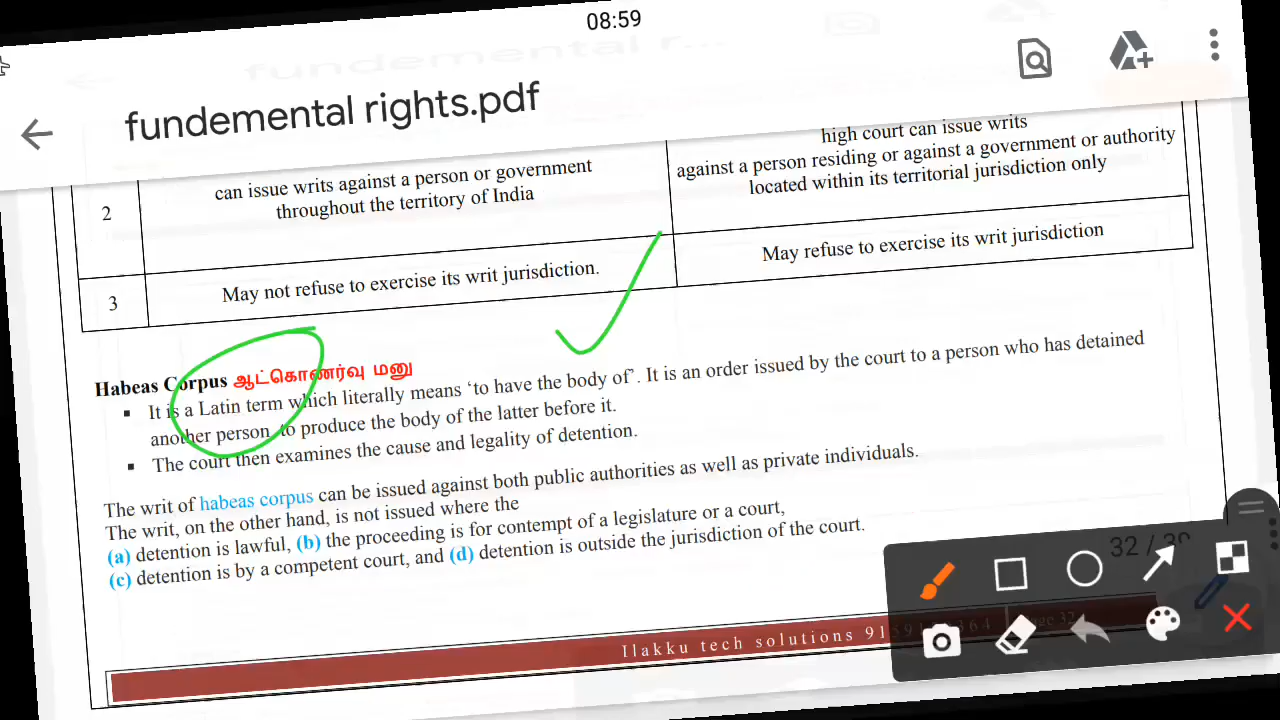 08:59
fundemental rights.pdf
2
can issue writs against a person or government
throughout the territory of India
high court can issue writs
against a person residing or against a government or authority
located within its territorial jurisdiction only
3
May not refuse to exercise its writ jurisdiction.
May refuse to exercise its writ jurisdiction
Habeas Corpus ஆட்கொணர்வு மனு
▪ It is a Latin term which literally means ‘to have the body of’. It is an order issued by the court to a person who has detained
another person, to produce the body of the latter before it.
▪ The court then examines the cause and legality of detention.
The writ of habeas corpus can be issued against both public authorities as well as private individuals.
The writ, on the other hand, is not issued where the
(a) detention is lawful, (b) the proceeding is for contempt of a legislature or a court,
(c) detention is by a competent court, and (d) detention is outside the jurisdiction of the court.
32 /
Ilakku tech solutions